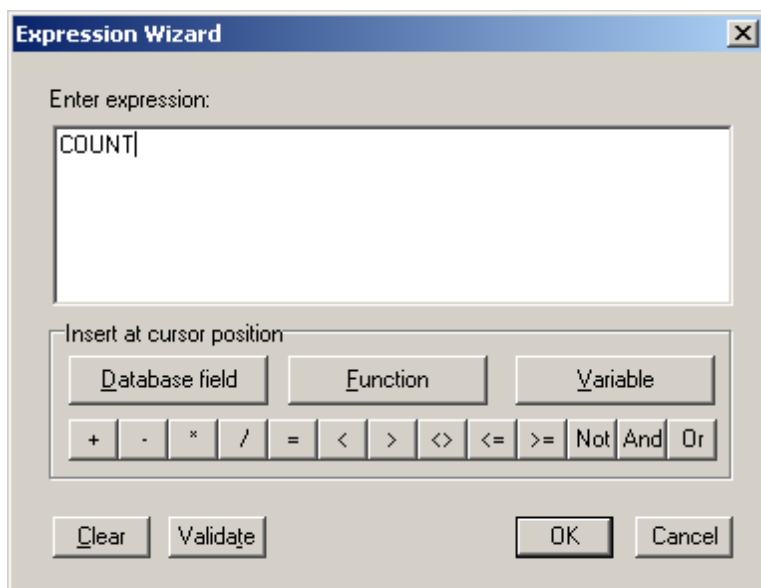 Expression Wizard
Enter expression:
COUNT
Insert at cursor position
Database field Function Variable
+ - * / = < > <> <= >= Not And Or
Clear Validate OK Cancel